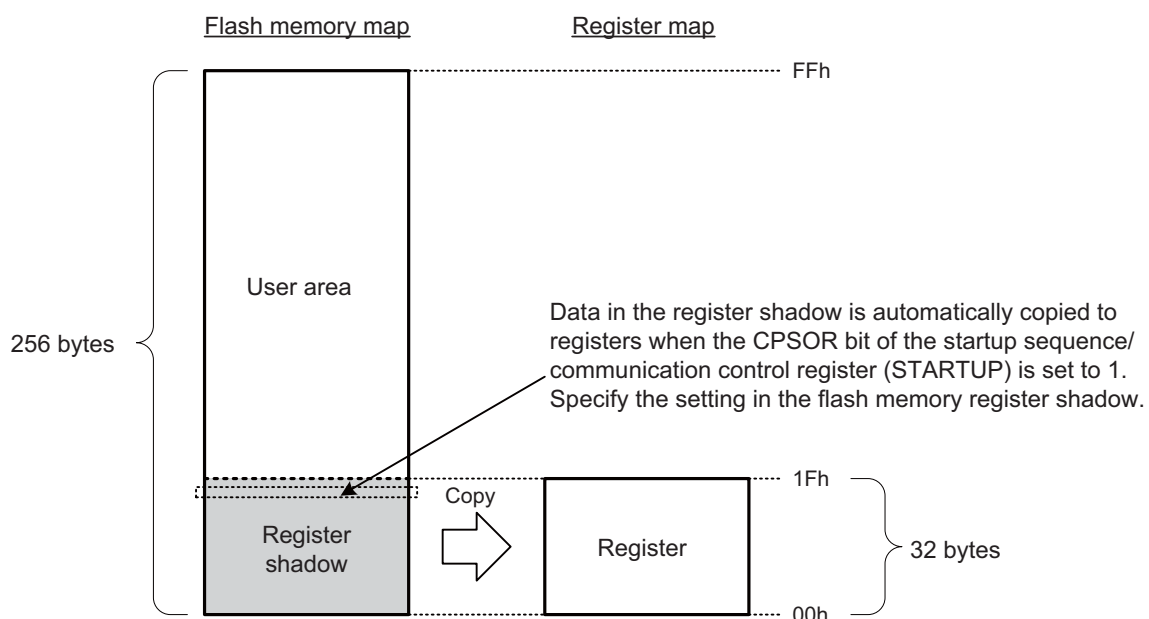 Flash memory map
Register map
FFh
User area
256 bytes
Data in the register shadow is automatically copied to
registers when the CPSOR bit of the startup sequence/
communication control register (STARTUP) is set to 1.
Specify the setting in the flash memory register shadow.
1Fh
Copy
Register
shadow
Register
32 bytes
00h